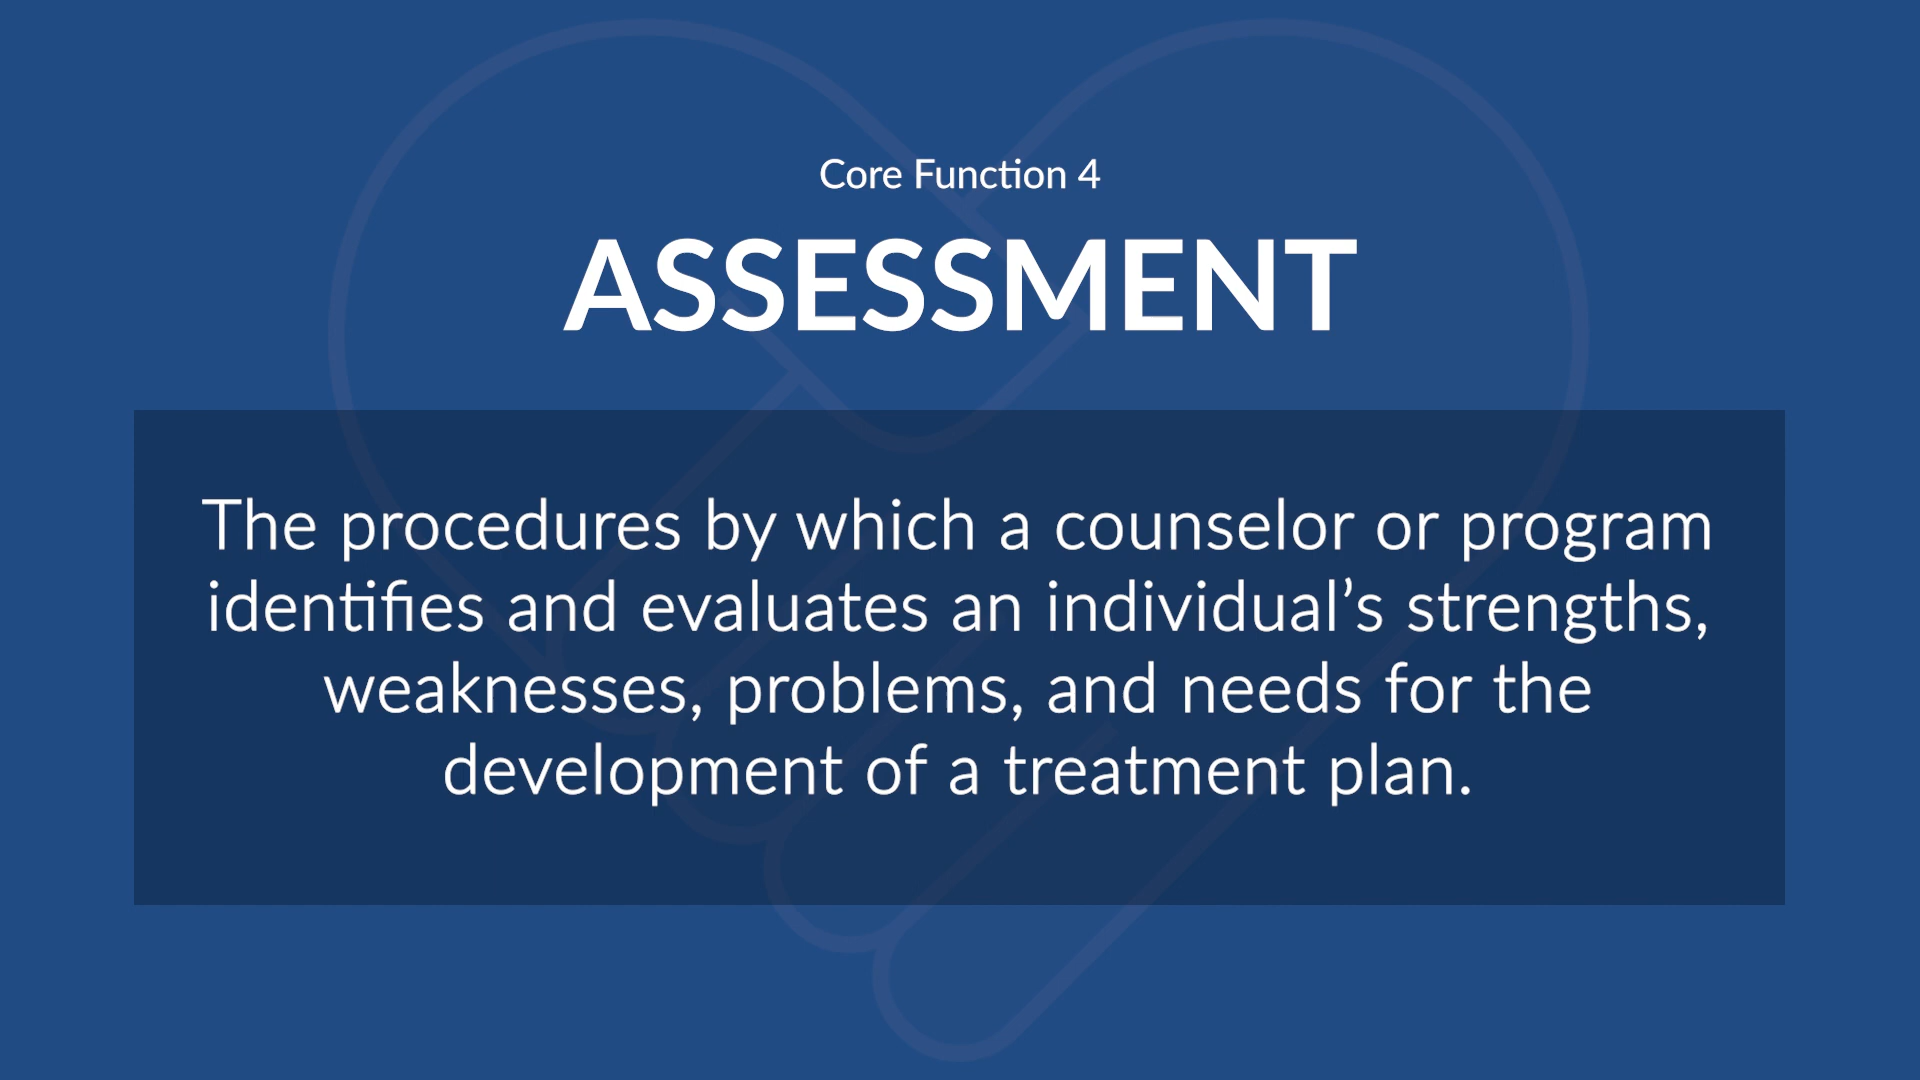 Core Function 4
ASSESSMENT
The procedures by which a counselor or program
identifies and evaluates an individual’s strengths,
weaknesses, problems, and needs for the
development of a treatment plan.